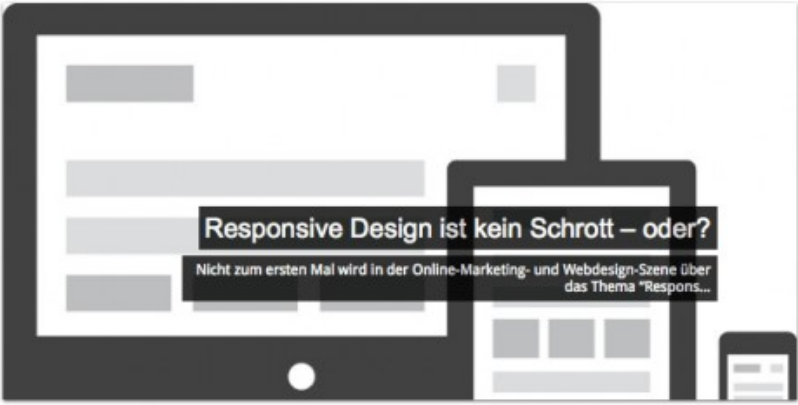 Responsive Design ist kein Schrott – oder?
Nicht zum ersten Mal wird in der Online-Marketing- und Webdesign-Szene über
das Thema "Respons...